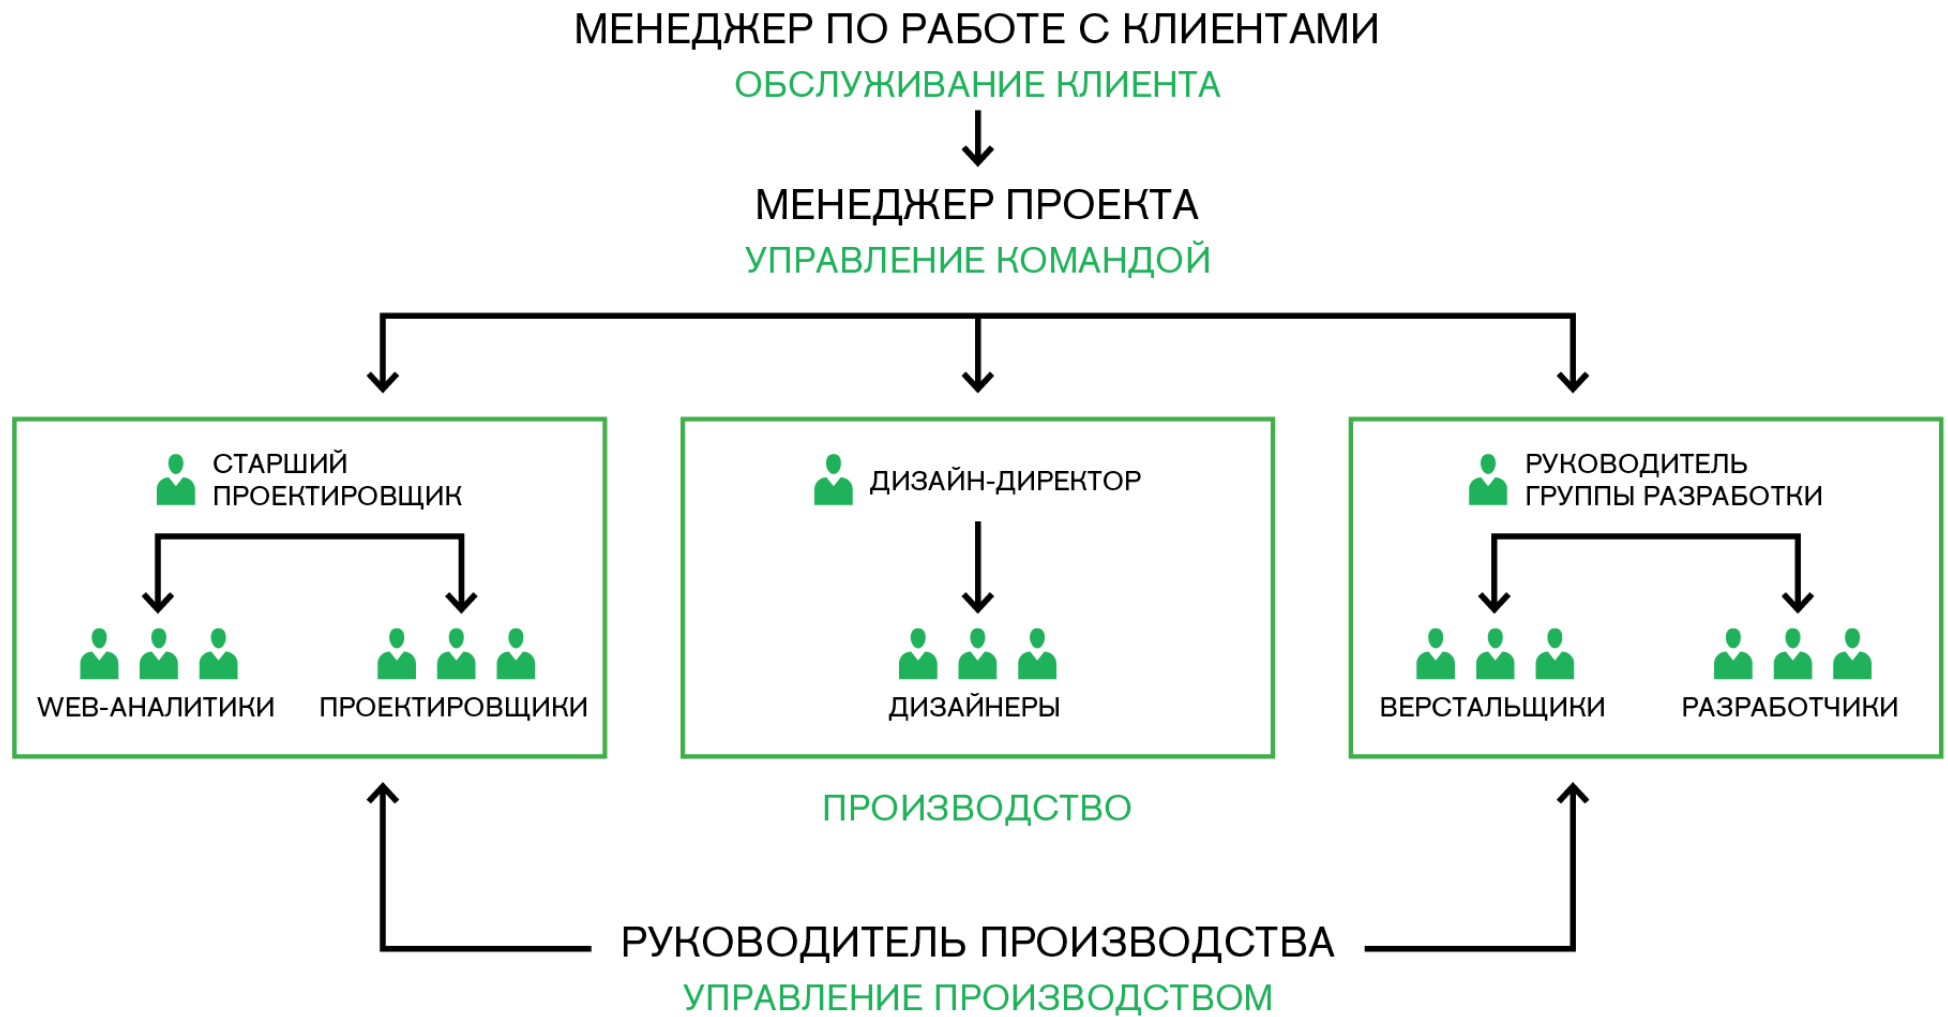 МЕНЕДЖЕР ПО РАБОТЕ С КЛИЕНТАМИ
ОБСЛУЖИВАНИЕ КЛИЕНТА
МЕНЕДЖЕР ПРОЕКТА
УПРАВЛЕНИЕ КОМАНДОЙ
СТАРШИЙ
ПРОЕКТИРОВЩИК
WEB-АНАЛИТИКИ
ПРОЕКТИРОВЩИКИ
ДИЗАЙН-ДИРЕКТОР
ДИЗАЙНЕРЫ
РУКОВОДИТЕЛЬ
ГРУППЫ РАЗРАБОТКИ
ВЕРСТАЛЬЩИКИ
РАЗРАБОТЧИКИ
ПРОИЗВОДСТВО
РУКОВОДИТЕЛЬ ПРОИЗВОДСТВА
УПРАВЛЕНИЕ ПРОИЗВОДСТВОМ